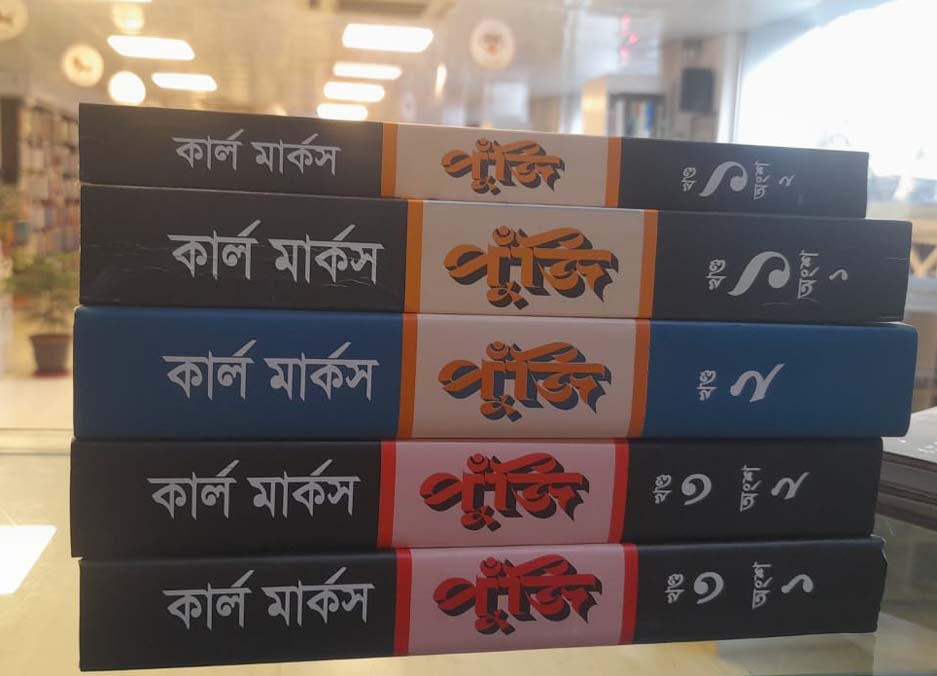 কার্ল মার্কস পুঁজি খণ্ড ১ অংশ ২
কার্ল মার্কস পুঁজি খণ্ড ১ অংশ ১
কার্ল মার্কস পুঁজি খণ্ড ২
কার্ল মার্কস পুঁজি খণ্ড ৩ অংশ ২
কার্ল মার্কস পুঁজি খণ্ড ৩ অংশ ১